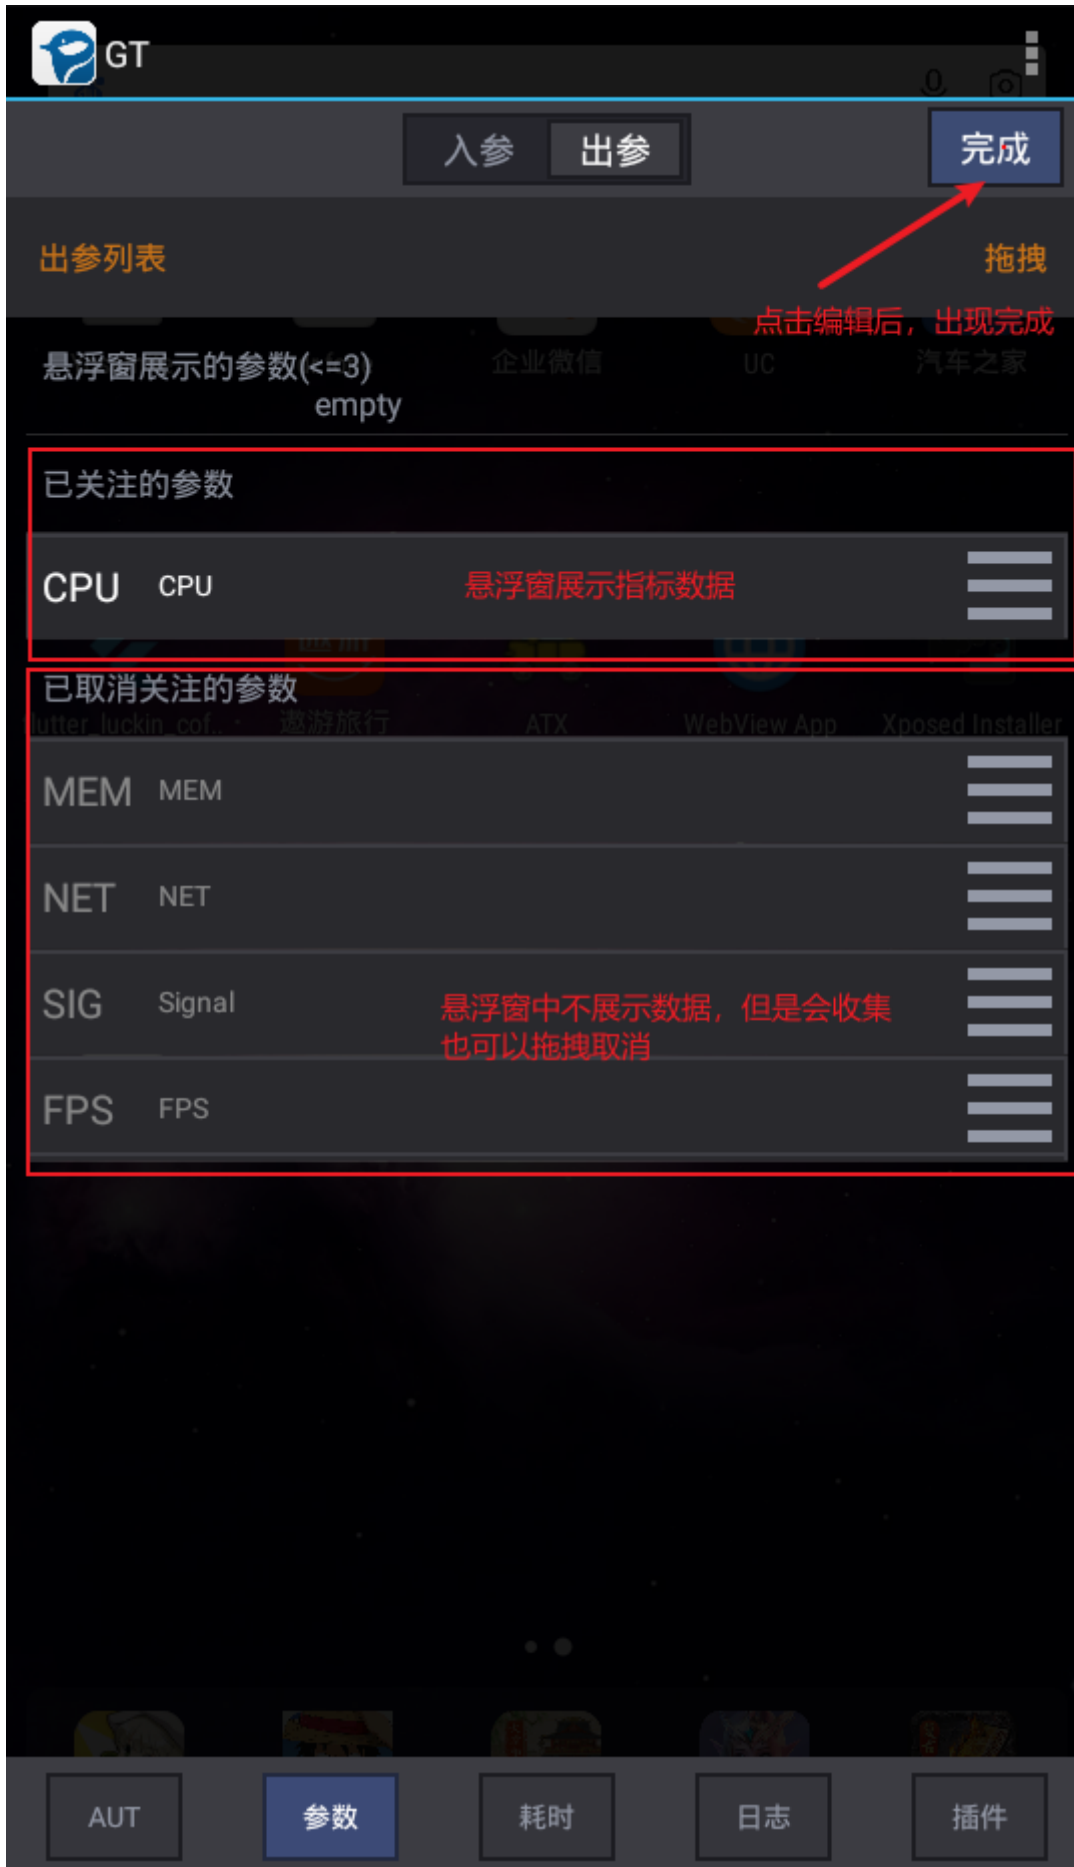 GT
入参 出参 完成
出参列表 拖拽
点击编辑后，出现完成
企业微信 UC 汽车之家
悬浮窗展示的参数(<=3)
empty
已关注的参数
CPU CPU 悬浮窗展示指标数据
已取消关注的参数
lutter_luckin_cof.. 遨游旅行 ATX WebView App Xposed Installer
MEM MEM
NET NET
SIG Signal
悬浮窗中不展示数据，但是会收集
也可以拖拽取消
FPS FPS
AUT 参数 耗时 日志 插件